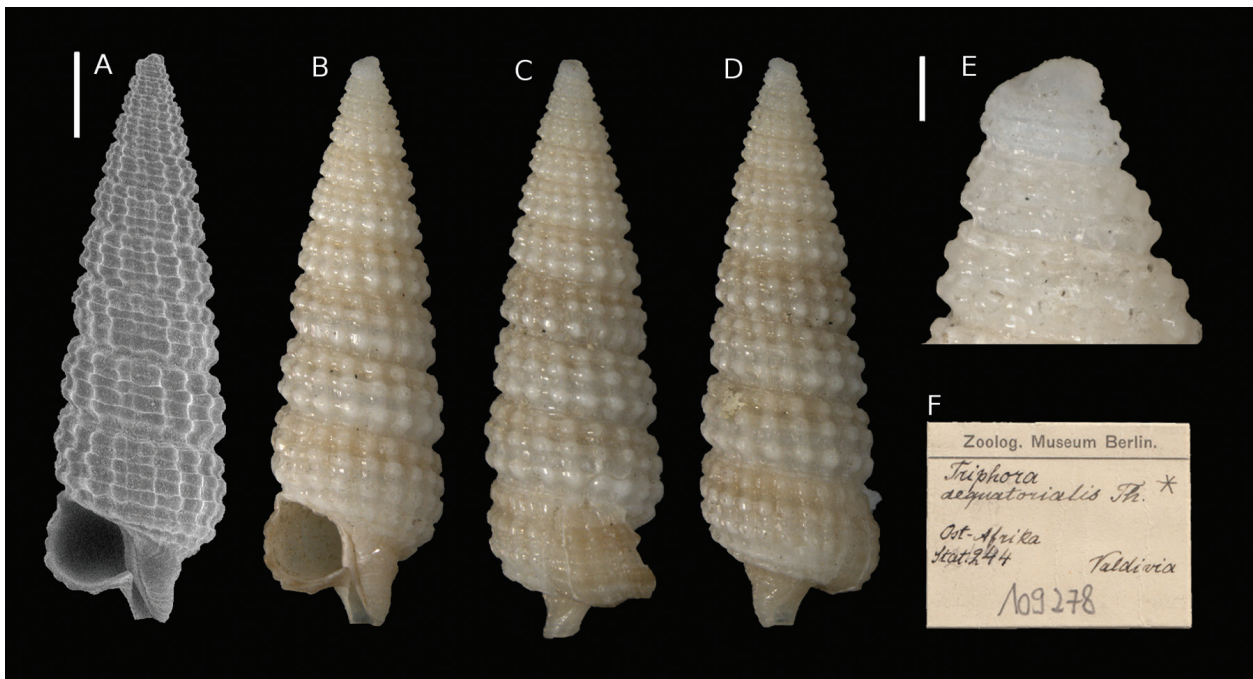 A
B
C
D
E
F
Zoolog. Museum Berlin.
Triphora
aequatorialis Th. *
Ost-Afrika
Stat. 244 Valdivia
109278